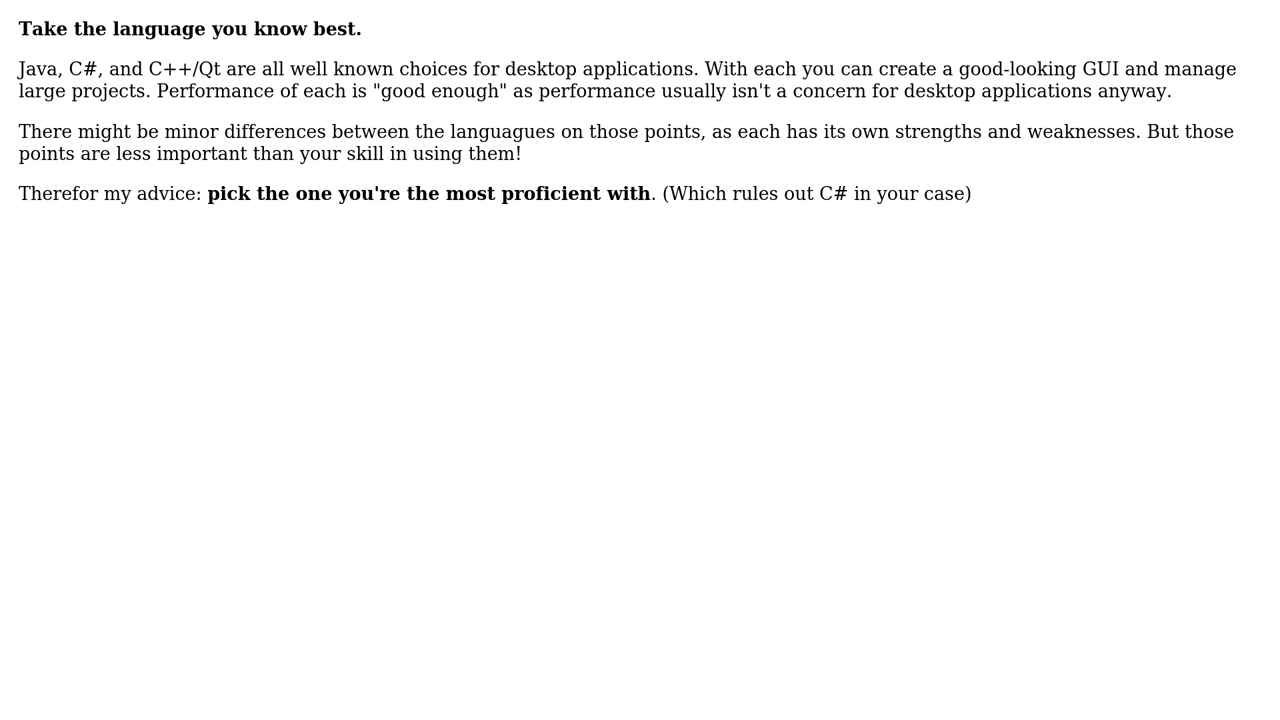 Take the language you know best.
Java, C#, and C++/Qt are all well known choices for desktop applications. With each you can create a good-looking GUI and manage
large projects. Performance of each is "good enough" as performance usually isn't a concern for desktop applications anyway.
There might be minor differences between the languagues on those points, as each has its own strengths and weaknesses. But those
points are less important than your skill in using them!
Therefor my advice: pick the one you're the most proficient with. (Which rules out C# in your case)